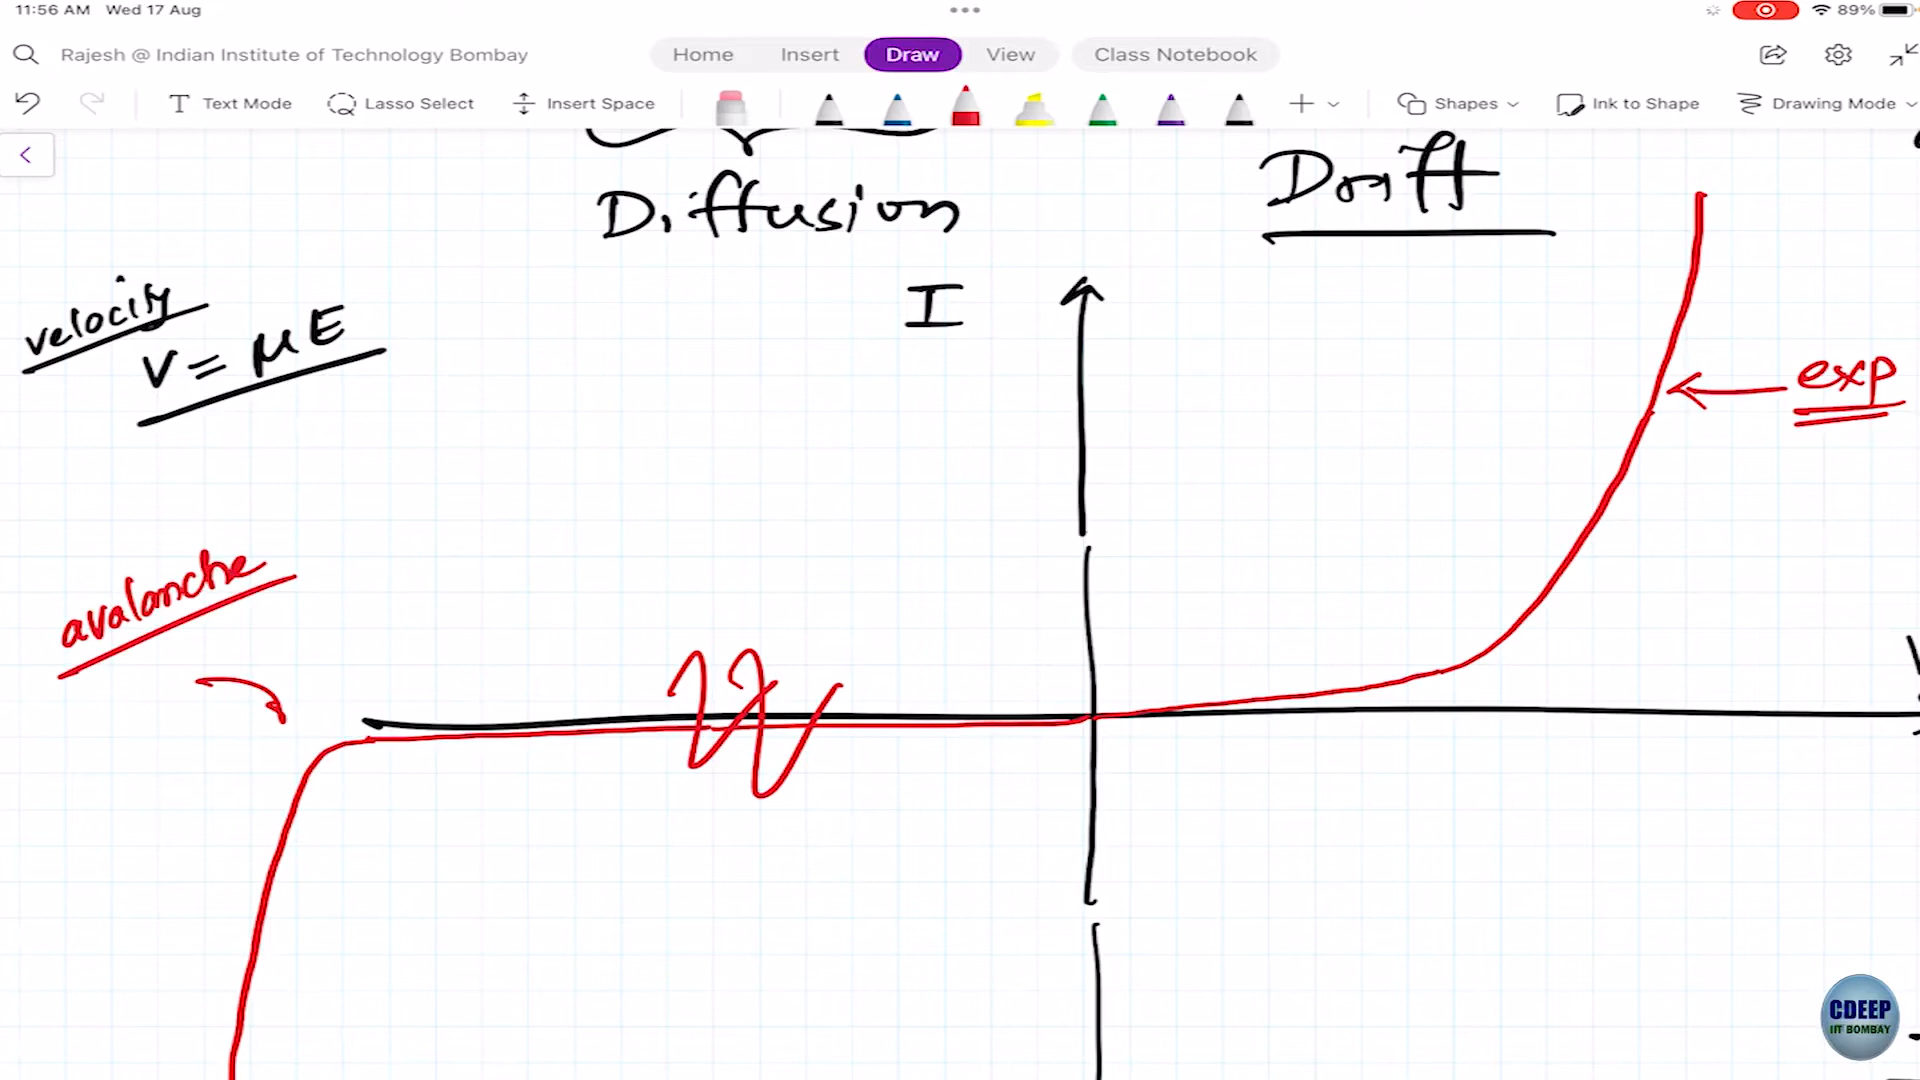 11:56 AM Wed 17 Aug
89%
Rajesh @ Indian Institute of Technology Bombay
Home Insert Draw View Class Notebook
Text Mode Lasso Select Insert Space Shapes Ink to Shape Drawing Mode
Diffusion
Drift
velocity
V = μE
I
exp
avalanche
CDEEP
IIT BOMBAY